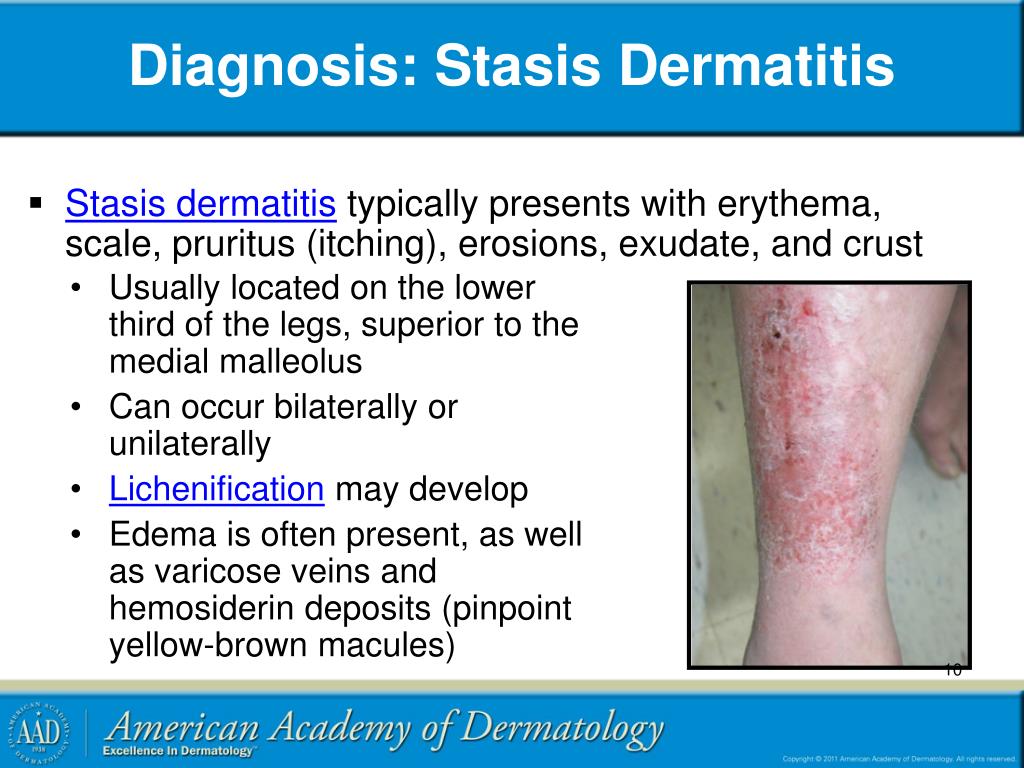 Diagnosis: Stasis Dermatitis
▪ Stasis dermatitis typically presents with erythema,
scale, pruritus (itching), erosions, exudate, and crust
• Usually located on the lower
third of the legs, superior to the
medial malleolus
• Can occur bilaterally or
unilaterally
• Lichenification may develop
• Edema is often present, as well
as varicose veins and
hemosiderin deposits (pinpoint
yellow-brown macules)
10
AMERICAN ACADEMY OF DERMATOLOGY
AAD
1938
American Academy of Dermatology
Excellence In Dermatology™
Copyright © 2011 American Academy of Dermatology. All rights reserved.